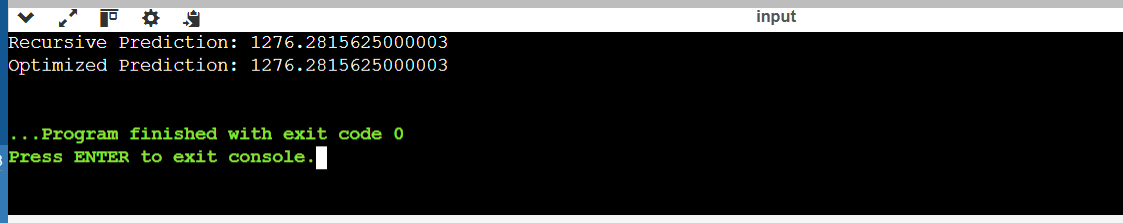 input
Recursive Prediction: 1276.2815625000003
Optimized Prediction: 1276.2815625000003
...Program finished with exit code 0
Press ENTER to exit console.